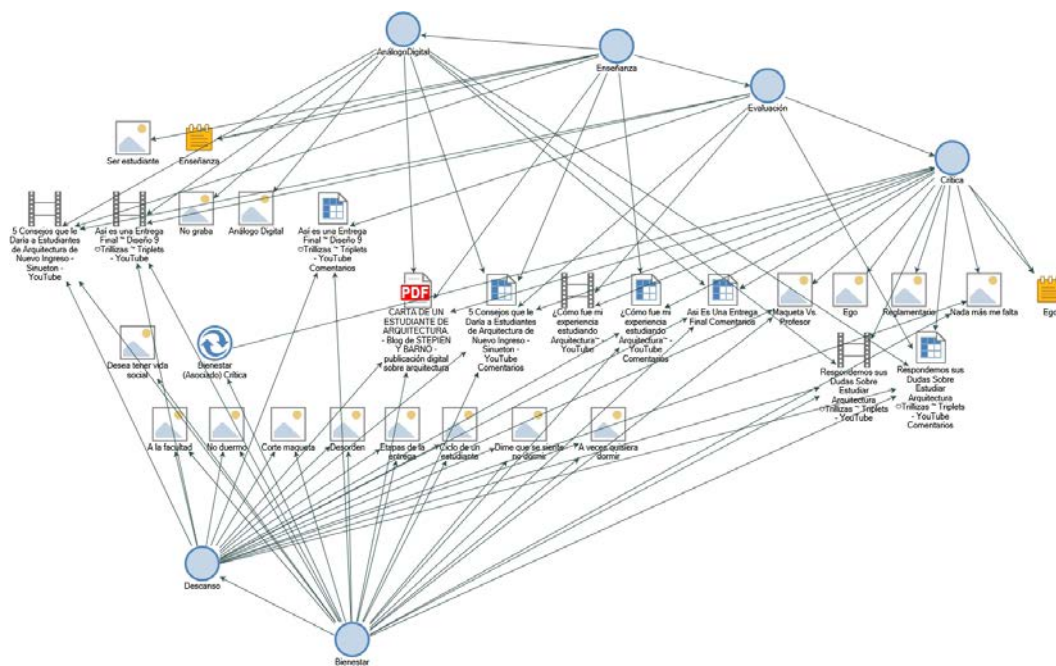 AnálogoDigital
Enseñanza
Evaluación
Crítica
Ser estudiante
Enseñanza
5 Consejos que le
Daría a Estudiantes
de Arquitectura de
Nuevo Ingreso -
Sinueton -
YouTube
Así es una Entrega
Final ~ Diseño 9
Trillizas ~ Triplets
- YouTube
No graba
Análogo Digital
Así es una Entrega
Final ~ Diseño 9
Trillizas ~ Triplets
- YouTube
Comentarios
PDF
CARTA DE UN
ESTUDIANTE DE
ARQUITECTURA.
- Blog de STEPIEN
Y BARNO -
publicación digital
sobre arquitectura
5 Consejos que le
Daría a Estudiantes
de Arquitectura de
Nuevo Ingreso -
Sinueton -
YouTube
Comentarios
¿Cómo fue mi
experiencia
estudiando
Arquitectura~ -
YouTube
¿Cómo fue mi
experiencia
estudiando
Arquitectura~ -
YouTube
Comentarios
Asi Es Una Entrega
Final Comentarios
Maqueta Vs.
Profesor
Ego
Reglamentario
Nada más me falta
Ego
Desea tener vida
social
Bienestar
(Asociado) Crítica
Respondemos sus
Dudas Sobre
Estudiar
Arquitectura
Trillizas ~ Triplets
- YouTube
Respondemos sus
Dudas Sobre
Estudiar
Arquitectura
Trillizas ~ Triplets
- YouTube
Comentarios
A la facultad
No duermo
Corte maqueta
Desorden
Etapas de la
entrega
Ciclo de un
estudiante
Dime que se siente
no dormir
A veces quisiera
dormir
Descanso
Bienestar